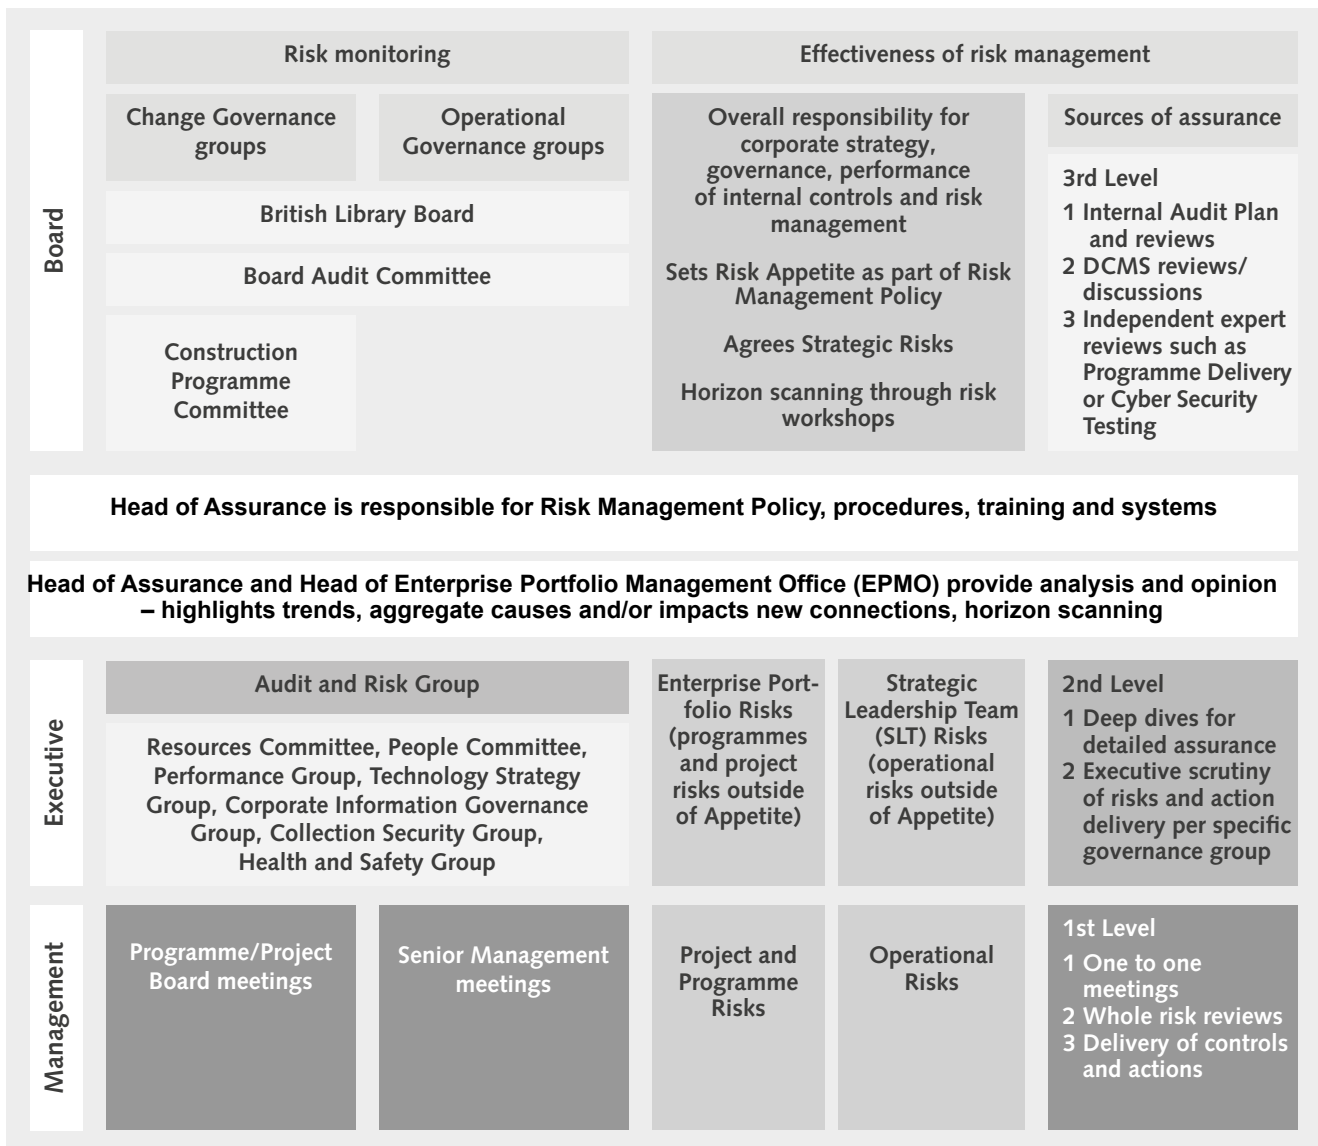 Risk monitoring
Effectiveness of risk management
Board
Change Governance
groups
Operational
Governance groups
British Library Board
Board Audit Committee
Construction
Programme
Committee
Overall responsibility for
corporate strategy,
governance, performance
of internal controls and risk
management
Sets Risk Appetite as part of Risk
Management Policy
Agrees Strategic Risks
Horizon scanning through risk
workshops
Sources of assurance
3rd Level
1 Internal Audit Plan
and reviews
2 DCMS reviews/
discussions
3 Independent expert
reviews such as
Programme Delivery
or Cyber Security
Testing
Head of Assurance is responsible for Risk Management Policy, procedures, training and systems
Head of Assurance and Head of Enterprise Portfolio Management Office (EPMO) provide analysis and opinion
– highlights trends, aggregate causes and/or impacts new connections, horizon scanning
Executive
Audit and Risk Group
Resources Committee, People Committee,
Performance Group, Technology Strategy
Group, Corporate Information Governance
Group, Collection Security Group,
Health and Safety Group
Enterprise Port-
folio Risks
(programmes
and project
risks outside
of Appetite)
Strategic
Leadership Team
(SLT) Risks
(operational
risks outside
of Appetite)
2nd Level
1 Deep dives for
detailed assurance
2 Executive scrutiny
of risks and action
delivery per specific
governance group
Management
Programme/Project
Board meetings
Senior Management
meetings
Project and
Programme
Risks
Operational
Risks
1st Level
1 One to one
meetings
2 Whole risk reviews
3 Delivery of controls
and actions